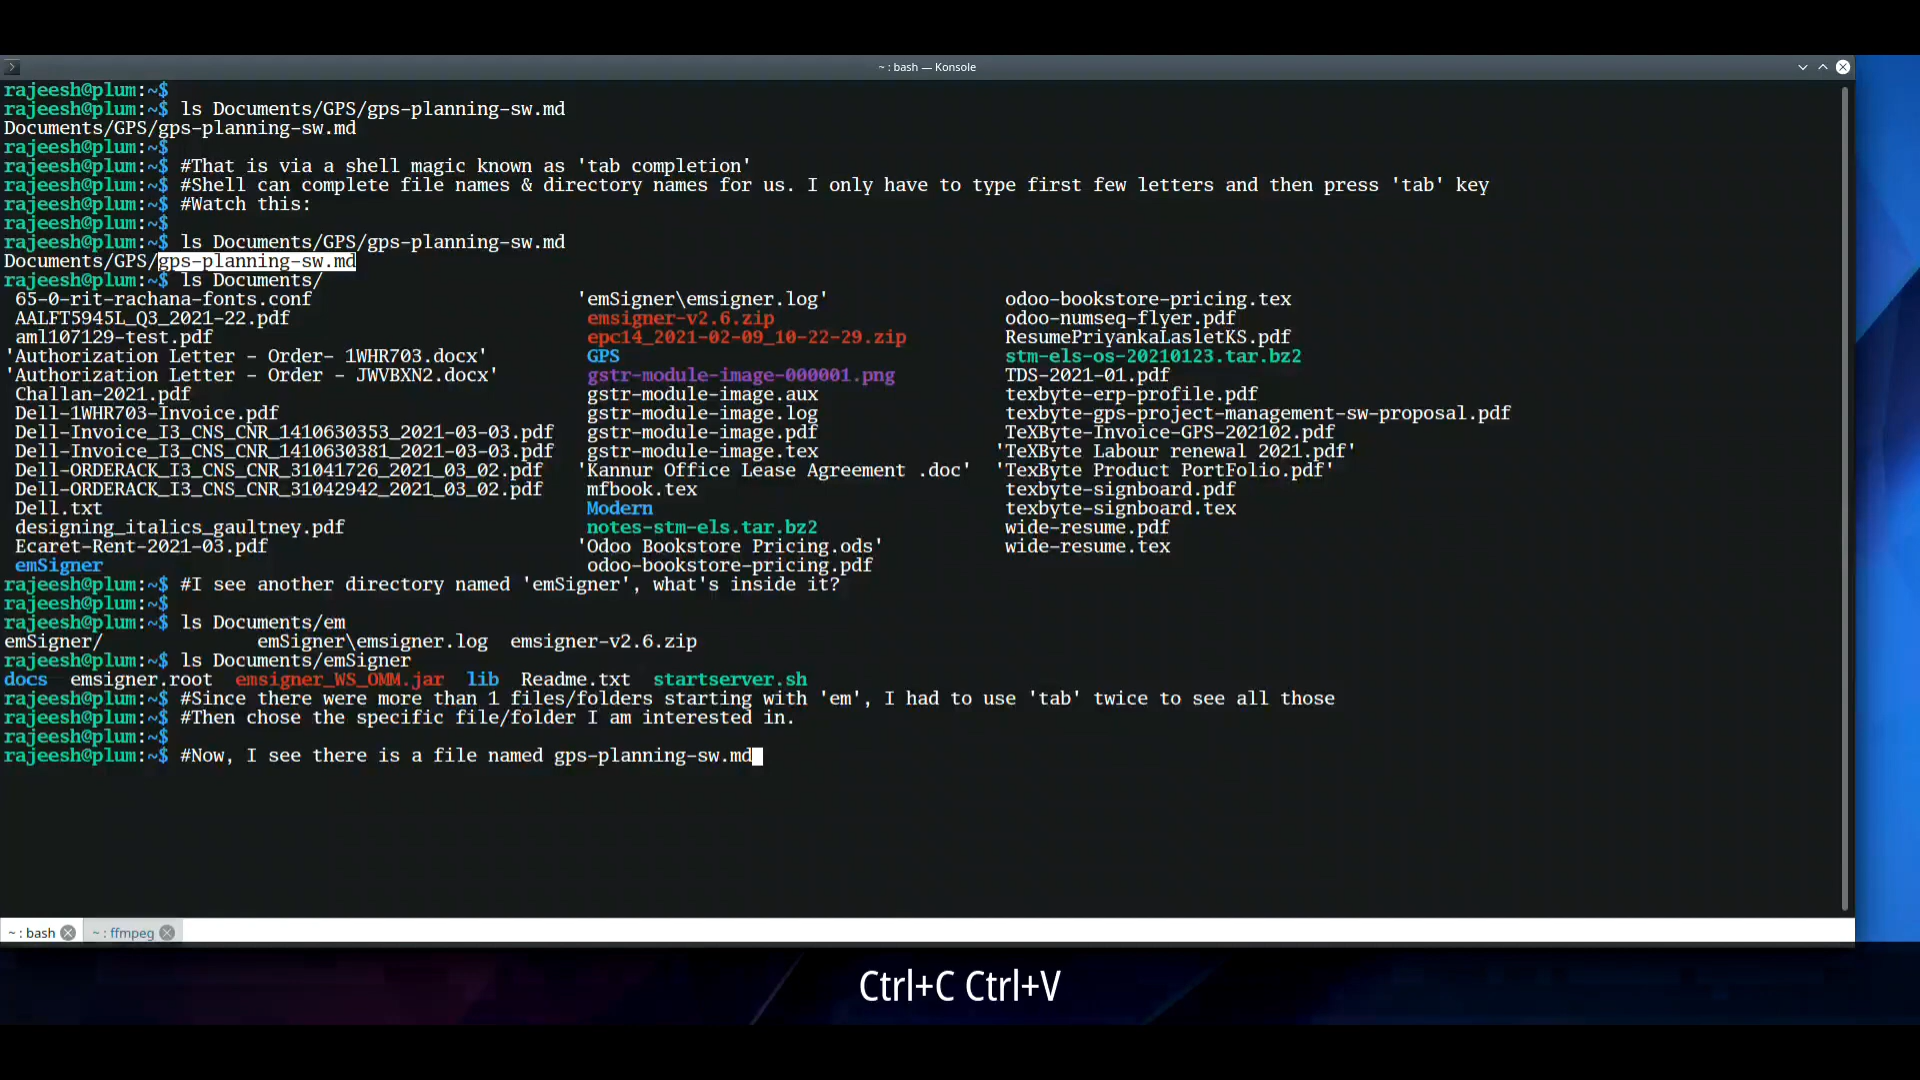 ~ : bash — Konsole
rajeesh@plum:~$
rajeesh@plum:~$ ls Documents/GPS/gps-planning-sw.md
Documents/GPS/gps-planning-sw.md
rajeesh@plum:~$
rajeesh@plum:~$ #That is via a shell magic known as 'tab completion'
rajeesh@plum:~$ #Shell can complete file names & directory names for us. I only have to type first few letters and then press 'tab' key
rajeesh@plum:~$ #Watch this:
rajeesh@plum:~$
rajeesh@plum:~$ ls Documents/GPS/gps-planning-sw.md
Documents/GPS/gps-planning-sw.md
rajeesh@plum:~$ ls Documents/
65-0-rit-rachana-fonts.conf 'emSigner\emsigner.log' odoo-bookstore-pricing.tex
AALFT5945L_Q3_2021-22.pdf emsigner-v2.6.zip odoo-numseq-flyer.pdf
aml107129-test.pdf epc14_2021-02-09_10-22-29.zip ResumePriyankaLasletKS.pdf
'Authorization Letter - Order- 1WHR703.docx' GPS stm-els-os-20210123.tar.bz2
'Authorization Letter - Order - JWVBXN2.docx' gstr-module-image-000001.png TDS-2021-01.pdf
Challan-2021.pdf gstr-module-image.aux texbyte-erp-profile.pdf
Dell-1WHR703-Invoice.pdf gstr-module-image.log texbyte-gps-project-management-sw-proposal.pdf
Dell-Invoice_I3_CNS_CNR_1410630353_2021-03-03.pdf gstr-module-image.pdf TeXByte-Invoice-GPS-202102.pdf
Dell-Invoice_I3_CNS_CNR_1410630381_2021-03-03.pdf gstr-module-image.tex 'TeXByte Labour renewal 2021.pdf'
Dell-ORDERACK_I3_CNS_CNR_31041726_2021_03_02.pdf 'Kannur Office Lease Agreement .doc' 'TexByte Product PortFolio.pdf'
Dell-ORDERACK_I3_CNS_CNR_31042942_2021_03_02.pdf mfbook.tex texbyte-signboard.pdf
Dell.txt Modern texbyte-signboard.tex
designing_italics_gaultney.pdf notes-stm-els.tar.bz2 wide-resume.pdf
Ecaret-Rent-2021-03.pdf 'Odoo Bookstore Pricing.ods' wide-resume.tex
emSigner odoo-bookstore-pricing.pdf
rajeesh@plum:~$ #I see another directory named 'emSigner', what's inside it?
rajeesh@plum:~$
rajeesh@plum:~$ ls Documents/em
emSigner/ emSigner\emsigner.log emsigner-v2.6.zip
rajeesh@plum:~$ ls Documents/emSigner
docs emsigner.root emsigner_WS_OMM.jar lib Readme.txt startserver.sh
rajeesh@plum:~$ #Since there were more than 1 files/folders starting with 'em', I had to use 'tab' twice to see all those
rajeesh@plum:~$ #Then chose the specific file/folder I am interested in.
rajeesh@plum:~$
rajeesh@plum:~$ #Now, I see there is a file named gps-planning-sw.md
~ : bash ~ : ffmpeg
Ctrl+C Ctrl+V